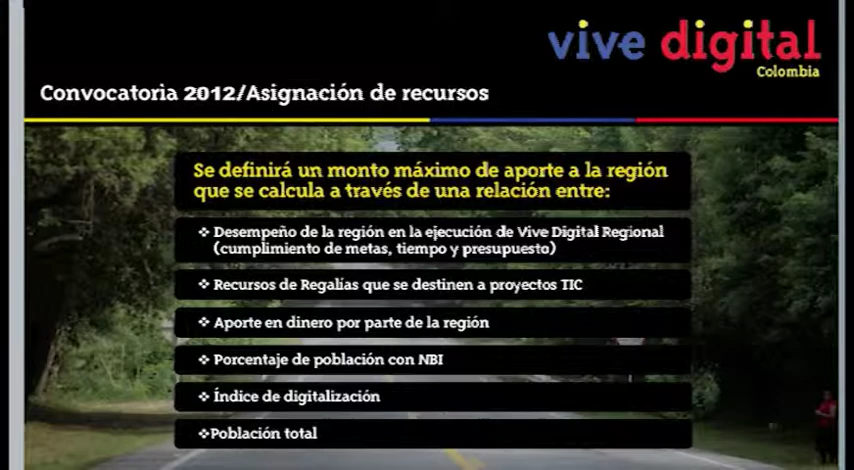 vive digital
Colombia
Convocatoria 2012/Asignación de recursos
Se definirá un monto máximo de aporte a la región
que se calcula a través de una relación entre:
❖ Desempeño de la región en la ejecución de Vive Digital Regional
(cumplimiento de metas, tiempo y presupuesto)
❖ Recursos de Regalías que se destinen a proyectos TIC
❖ Aporte en dinero por parte de la región
❖ Porcentaje de población con NBI
❖ Índice de digitalización
❖Población total